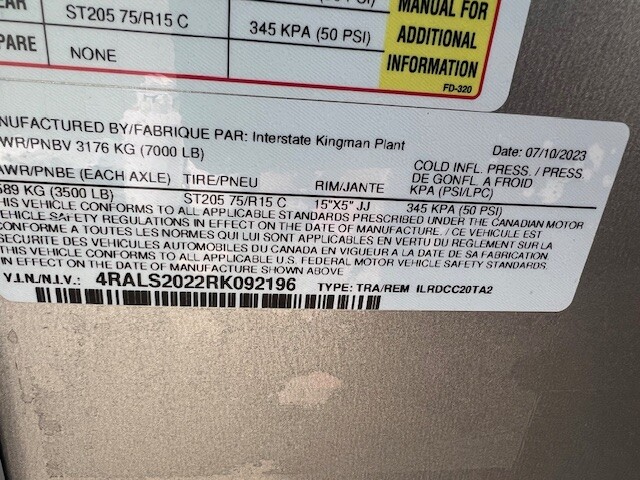 ST205 75/R15 C
345 KPA (50 PSI)
MANUAL FOR
ADDITIONAL
INFORMATION
PARE
NONE
FD-320
NUFACTURED BY/FABRIQUE PAR: Interstate Kingman Plant
Date: 07/10/2023
WR/PNBV 3176 KG (7000 LB)
COLD INFL. PRESS. / PRESS
DE GONFL. A FROID
KPA (PSI/LPC)
AWR/PNBE (EACH AXLE)
TIRE/PNEU
RIM/JANTE
589 KG (3500 LB)
ST205 75/R15 C
15"X5" JJ
345 KPA (50 PSI)
THIS VEHICLE CONFORMS TO ALL APPLICABLE STANDARDS PRESCRIBED UNDER THE CANADIAN MOTOR
VEHICLE SAFETY REGULATIONS IN EFFECT ON THE DATE OF MANUFACTURE. / CE VEHICULE EST
CONFORME A TOUTES LES NORMES QUI LUI SONT APPLICABLES EN VERTU DU REGLEMENT SUR LA
SECURITE DES VEHICULES AUTOMOBILES DU CANADA EN VIGUEUR A LA DATE DE SA FABRICATION
THIS VEHICLE CONFORMS TO ALL APPLICABLE U.S. FEDERAL MOTOR VEHICLE SAFETY STANDARDS
IN EFFECT ON THE DATE OF MANUFACTURE SHOWN ABOVE
V.I.N./N.I.V.: 4RALS2022RK092196
TYPE: TRA/REM ILRDCC20TA2